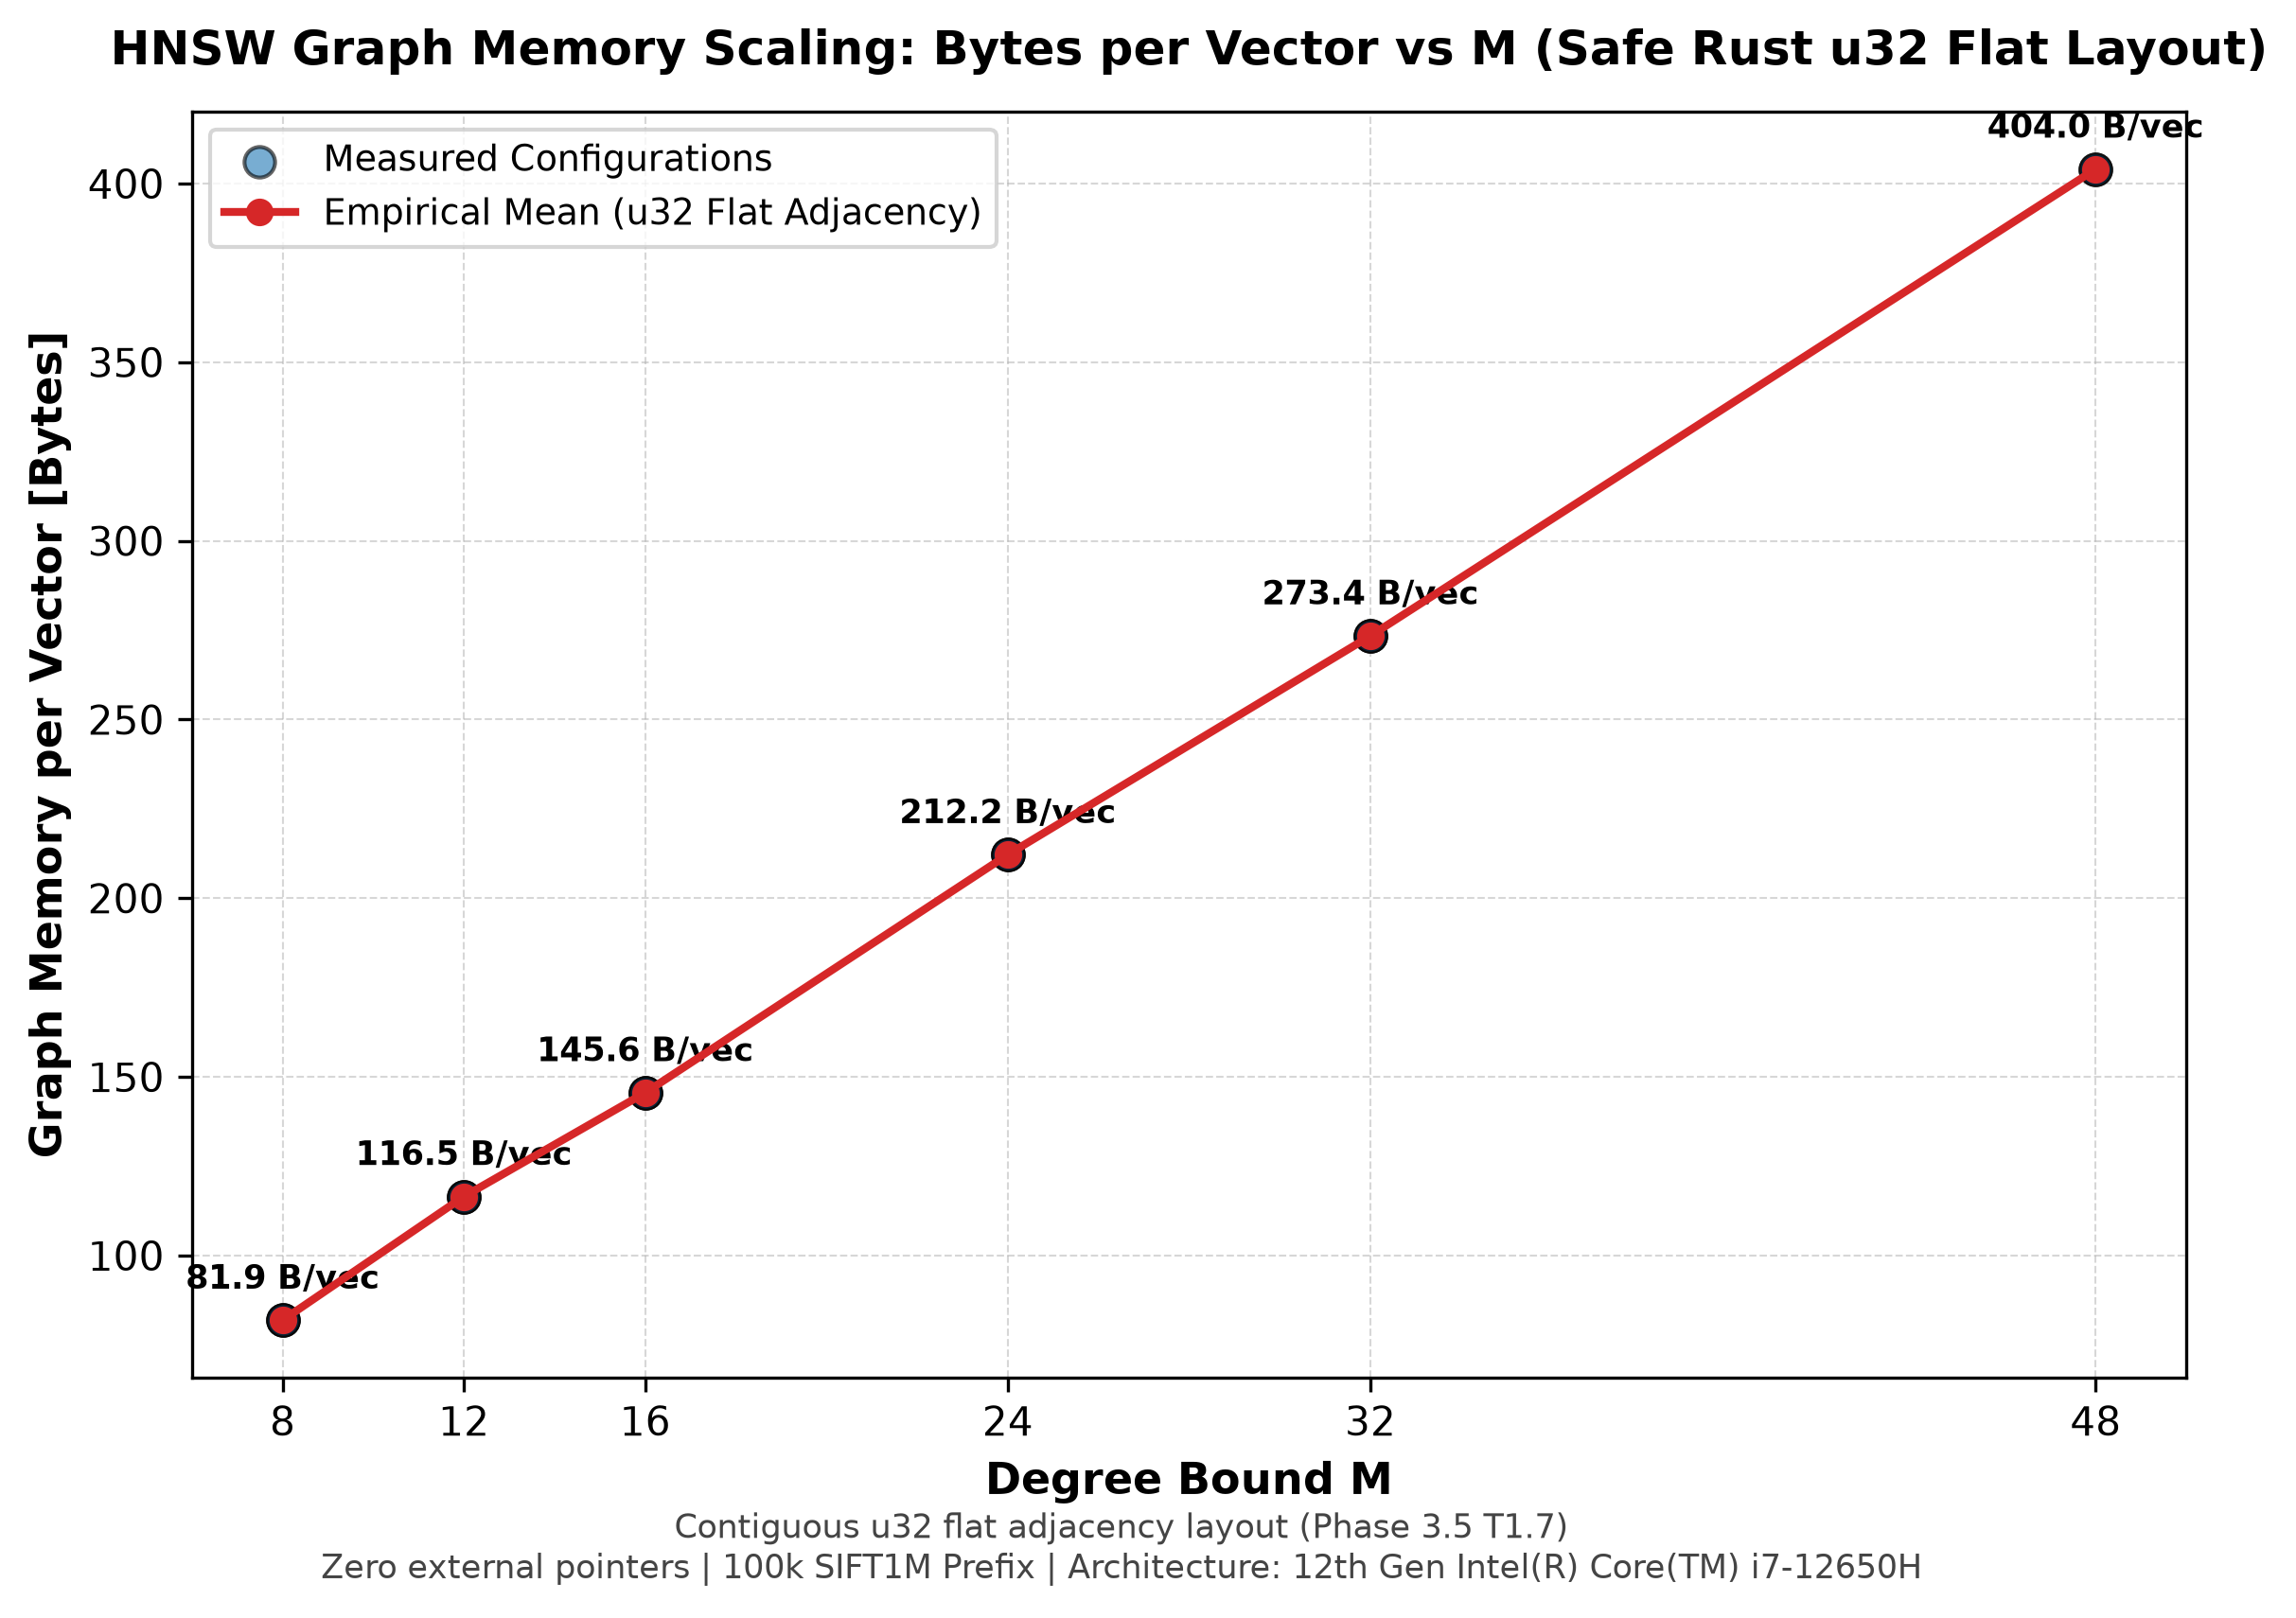 HNSW Graph Memory Scaling: Bytes per Vector vs M (Safe Rust u32 Flat Layout)
Measured Configurations
Empirical Mean (u32 Flat Adjacency)
Graph Memory per Vector [Bytes]
400
350
300
250
200
150
100
404.0 B/vec
273.4 B/vec
212.2 B/vec
145.6 B/vec
116.5 B/vec
81.9 B/vec
8 12 16 24 32 48
Degree Bound M
Contiguous u32 flat adjacency layout (Phase 3.5 T1.7)
Zero external pointers | 100k SIFT1M Prefix | Architecture: 12th Gen Intel(R) Core(TM) i7-12650H